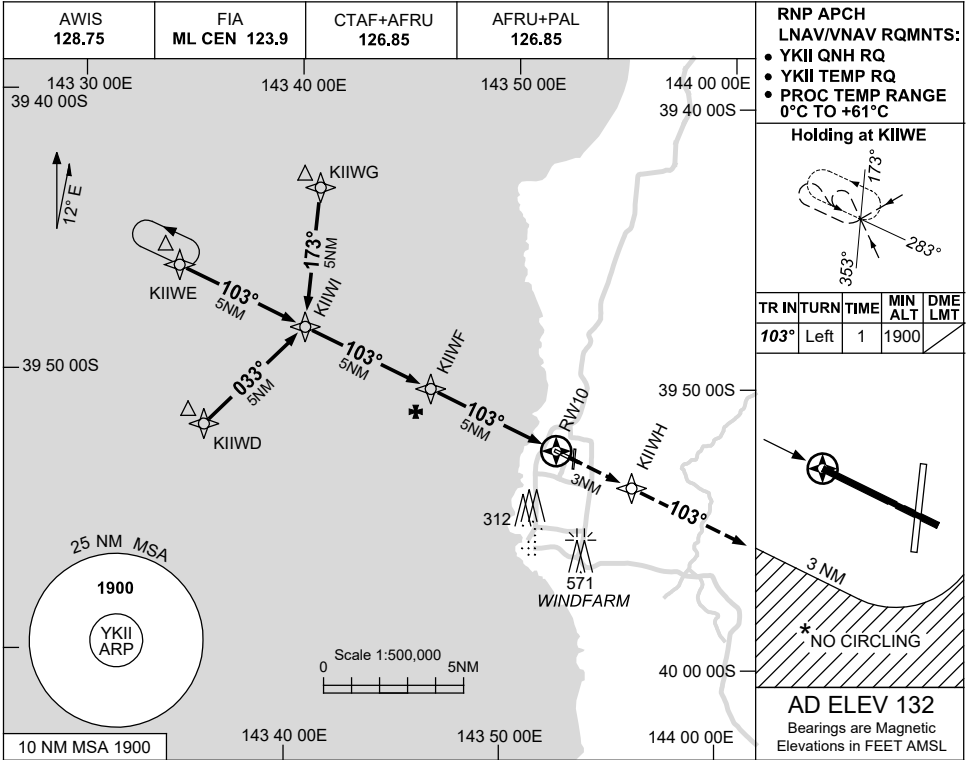 AWIS
128.75
FIA
ML CEN 123.9
CTAF+AFRU
126.85
AFRU+PAL
126.85
RNP APCH
LNAV/VNAV RQMNTS:
• YKII QNH RQ
• YKII TEMP RQ
• PROC TEMP RANGE
0°C TO +61°C
143 30 00E
143 40 00E
143 50 00E
144 00 00E
39 40 00S
39 40 00S
12° E
KIIWG
173°
5NM
KIIWE
103°
5NM
KIIWI
103°
5NM
KIIWF
033°
5NM
KIIWD
103°
5NM
RW10
3NM
KIIWH
103°
39 50 00S
39 50 00S
312
571
WINDFARM
25 NM MSA
1900
YKII
ARP
Scale 1:500,000
0
5NM
40 00 00S
143 40 00E
143 50 00E
144 00 00E
10 NM MSA 1900
Holding at KIIWE
173°
283°
353°
TR IN TURN TIME MIN ALT DME LMT
103° Left 1 1900
3 NM
*NO CIRCLING
AD ELEV 132
Bearings are Magnetic
Elevations in FEET AMSL